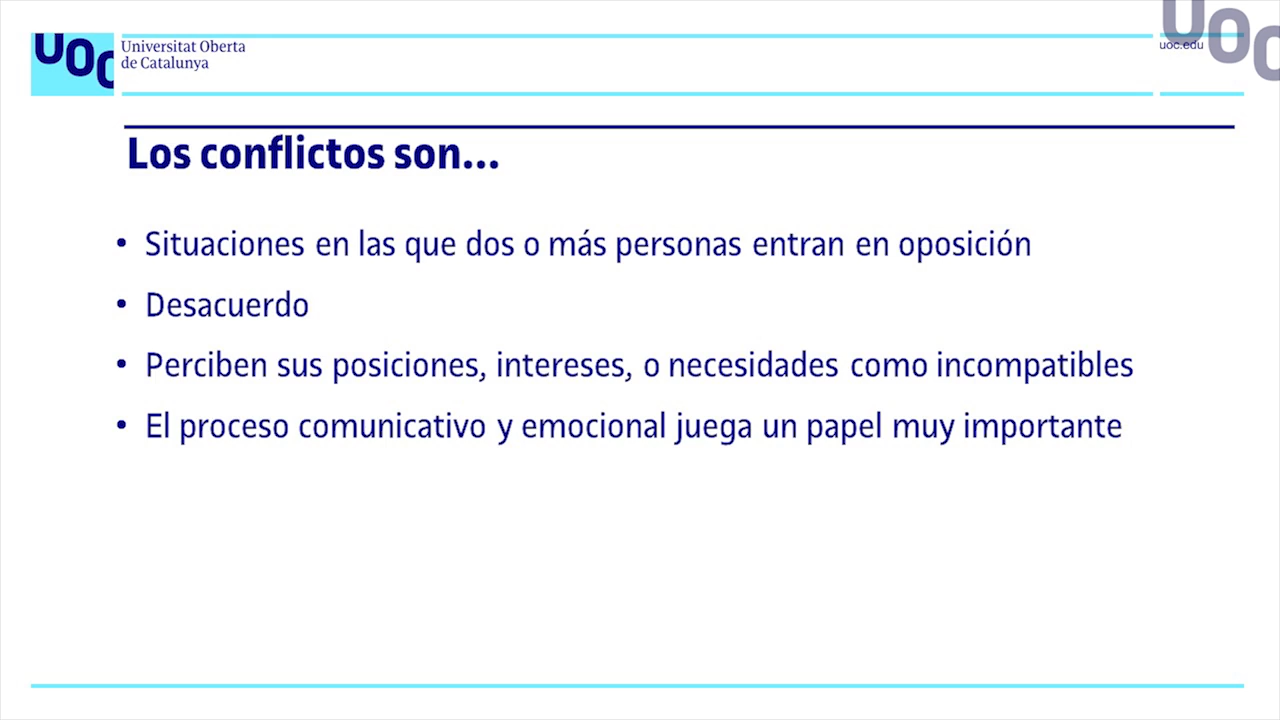 UOC
Universitat Oberta
de Catalunya
uoc.edu
UOC
Los conflictos son...
• Situaciones en las que dos o más personas entran en oposición
• Desacuerdo
• Perciben sus posiciones, intereses, o necesidades como incompatibles
• El proceso comunicativo y emocional juega un papel muy importante